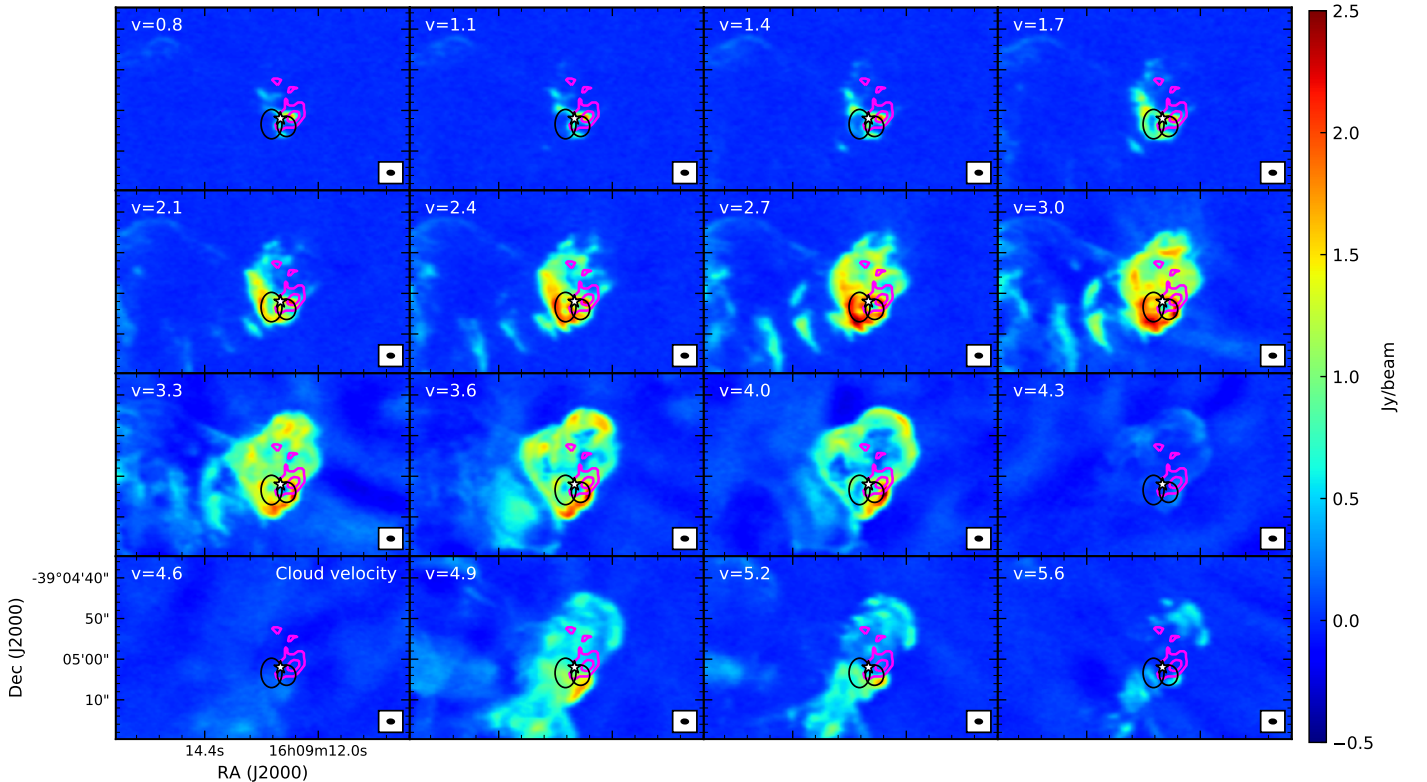 v=0.8
v=1.1
v=1.4
v=1.7
v=2.1
v=2.4
v=2.7
v=3.0
v=3.3
v=3.6
v=4.0
v=4.3
v=4.6
Cloud velocity
v=4.9
v=5.2
v=5.6
-39°04'40"
50"
05'00"
10"
Dec (J2000)
14.4s
16h09m12.0s
RA (J2000)
2.5
2.0
1.5
1.0
0.5
0.0
−0.5
Jy/beam